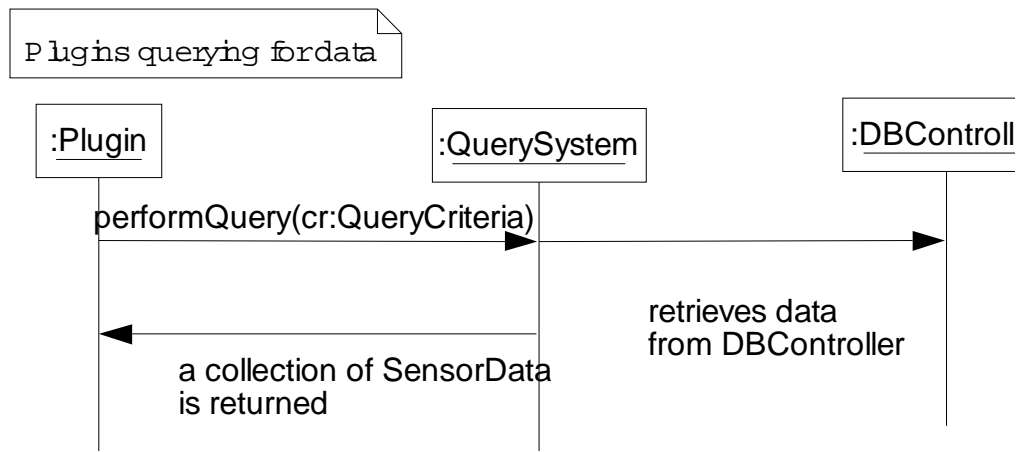 Plugins querying for data
:Plugin
:QuerySystem
:DBControll
performQuery(cr:QueryCriteria)
retrieves data
from DBController
a collection of SensorData
is returned